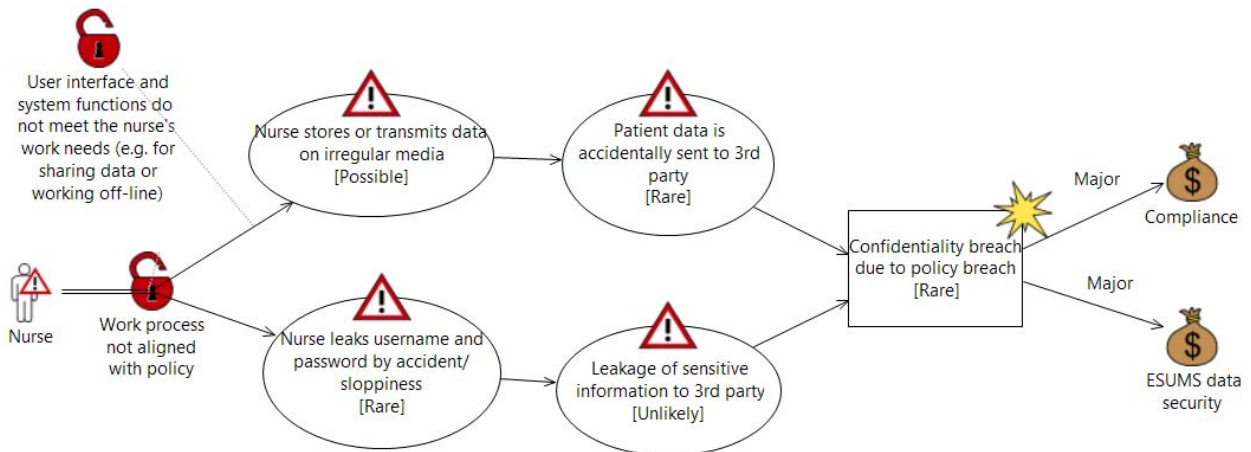 User interface and
system functions do
not meet the nurse's
work needs (e.g. for
sharing data or
working off-line)
Nurse
Work process
not aligned
with policy
Nurse stores or transmits data
on irregular media
[Possible]
Patient data is
accidentally sent to 3rd
party
[Rare]
Nurse leaks username and
password by accident/
sloppiness
[Rare]
Leakage of sensitive
information to 3rd party
[Unlikely]
Confidentiality breach
due to policy breach
[Rare]
Major
$
Compliance
Major
$
ESUMS data
security